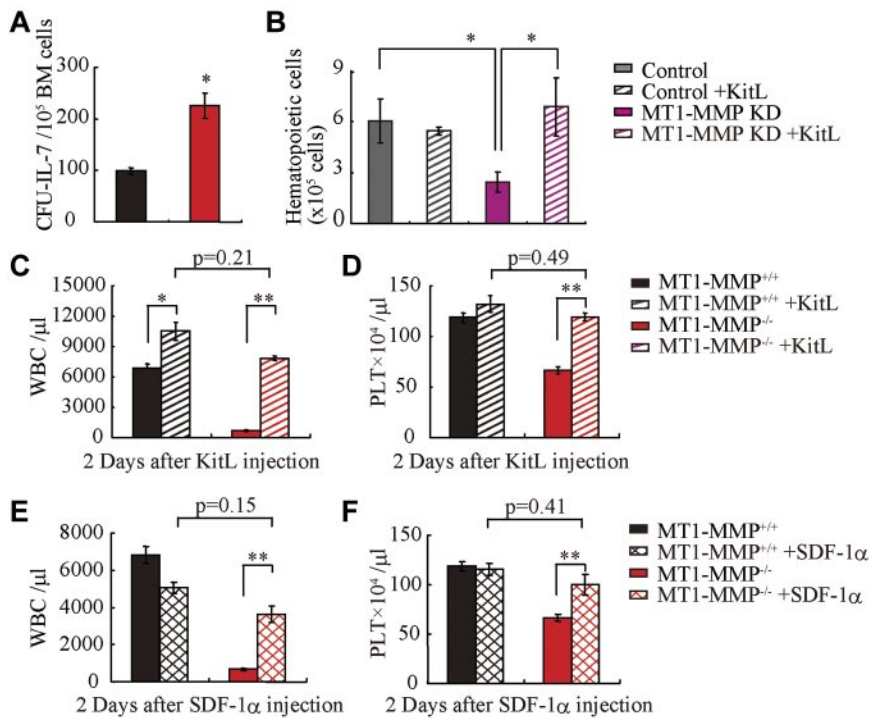 A
CFU-IL-7 /10⁵ BM cells
300
200
100
0
*
B
Hematopoietic cells
(x10⁵ cells)
9
6
3
0
*
*
Control
Control +KitL
MT1-MMP KD
MT1-MMP KD +KitL
C
WBC /μl
15000
12000
9000
6000
3000
0
p=0.21
*
**
2 Days after KitL injection
D
PLT×10⁴ /μl
150
100
50
0
p=0.49
**
2 Days after KitL injection
MT1-MMP⁺/⁺
MT1-MMP⁺/⁺ +KitL
MT1-MMP⁻/⁻
MT1-MMP⁻/⁻ +KitL
E
WBC /μl
8000
6000
4000
2000
0
p=0.15
**
2 Days after SDF-1α injection
F
PLT×10⁴ /μl
150
100
50
0
p=0.41
**
2 Days after SDF-1α injection
MT1-MMP⁺/⁺
MT1-MMP⁺/⁺ +SDF-1α
MT1-MMP⁻/⁻
MT1-MMP⁻/⁻ +SDF-1α